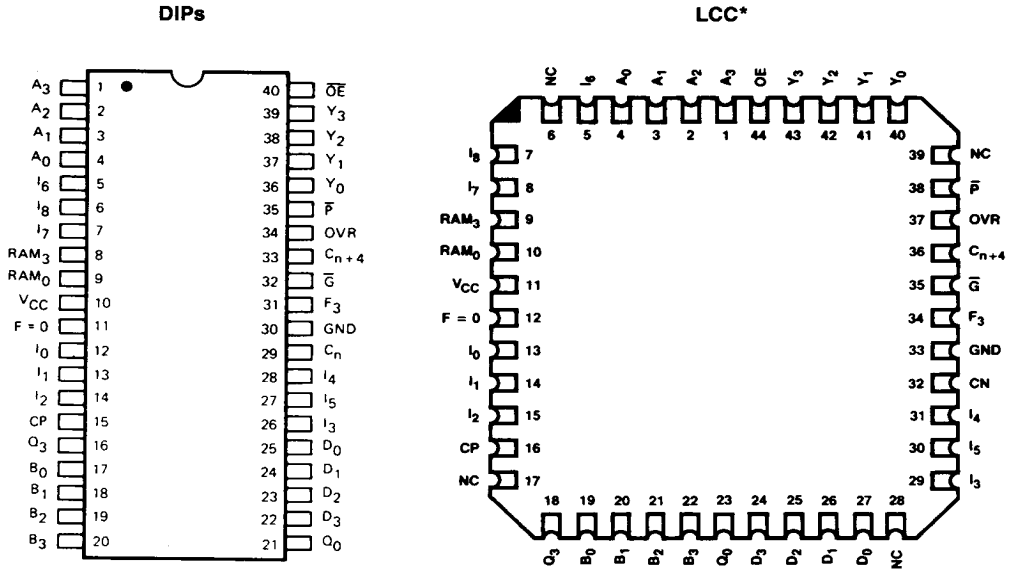 DIPs
A3 1
A2 2
A1 3
A0 4
I6 5
I8 6
I7 7
RAM3 8
RAM0 9
VCC 10
F = 0 11
I0 12
I1 13
I2 14
CP 15
Q3 16
B0 17
B1 18
B2 19
B3 20
40 O̅E̅
39 Y3
38 Y2
37 Y1
36 Y0
35 P̅
34 OVR
33 Cn+4
32 G̅
31 F3
30 GND
29 Cn
28 I4
27 I5
26 I3
25 D0
24 D1
23 D2
22 D3
21 Q0
LCC*
NC I6 A0 A1 A2 A3 OE Y3 Y2 Y1 Y0
6 5 4 3 2 1 44 43 42 41 40
I8 7
I7 8
RAM3 9
RAM0 10
VCC 11
F = 0 12
I0 13
I1 14
I2 15
CP 16
NC 17
39 NC
38 P̅
37 OVR
36 Cn+4
35 G̅
34 F3
33 GND
32 CN
31 I4
30 I5
29 I3
18 19 20 21 22 23 24 25 26 27 28
Q3 B0 B1 B2 B3 Q0 D3 D2 D1 D0 NC